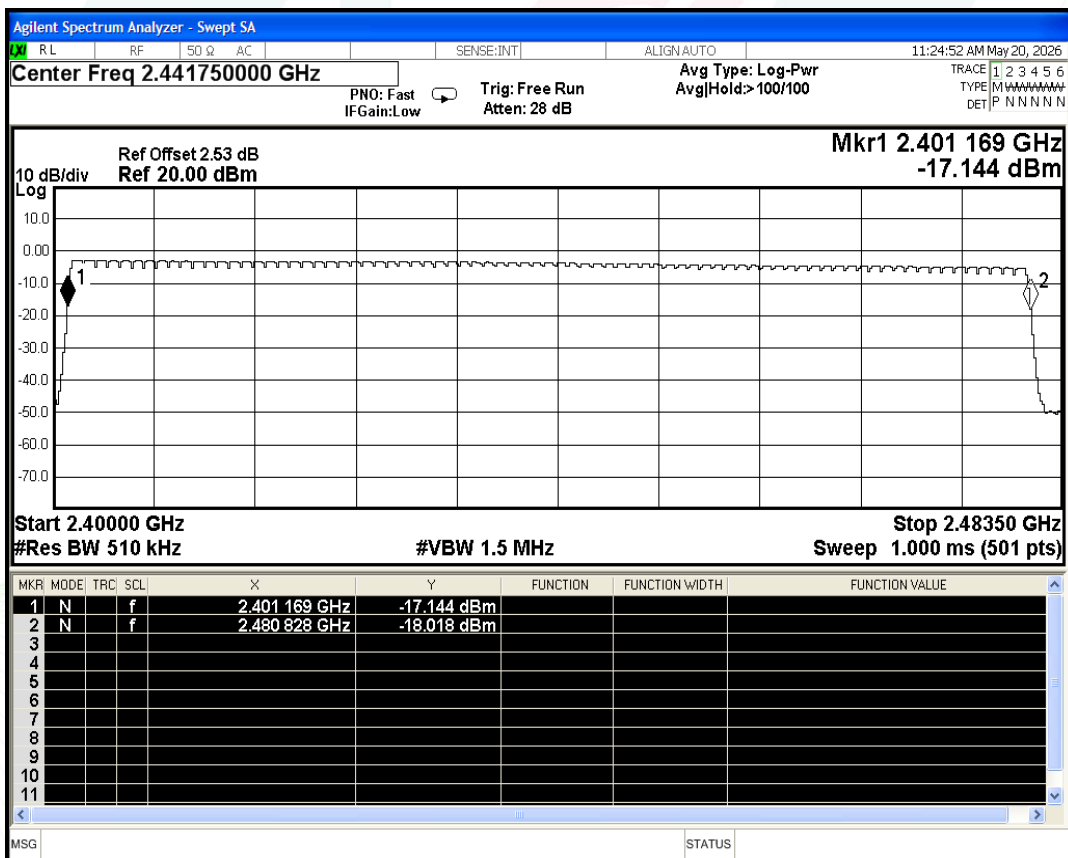 Agilent Spectrum Analyzer - Swept SA
LXI RL RF 50 Ω AC SENSE:INT ALIGN AUTO 11:24:52 AM May 20, 2026
Center Freq 2.441750000 GHz
PNO: Fast
IFGain:Low
Trig: Free Run
Atten: 28 dB
Avg Type: Log-Pwr
Avg|Hold:>100/100
TRACE 1 2 3 4 5 6
TYPE M
DET P N N N N N
Mkr1 2.401 169 GHz
-17.144 dBm
Ref Offset 2.53 dB
10 dB/div Ref 20.00 dBm
Log
10.0
0.00
-10.0
-20.0
-30.0
-40.0
-50.0
-60.0
-70.0
1
2
Start 2.40000 GHz Stop 2.48350 GHz
#Res BW 510 kHz #VBW 1.5 MHz Sweep 1.000 ms (501 pts)
MKR MODE TRC SCL X Y FUNCTION FUNCTION WIDTH FUNCTION VALUE
1 N f 2.401 169 GHz -17.144 dBm
2 N f 2.480 828 GHz -18.018 dBm
3
4
5
6
7
8
9
10
11
MSG STATUS